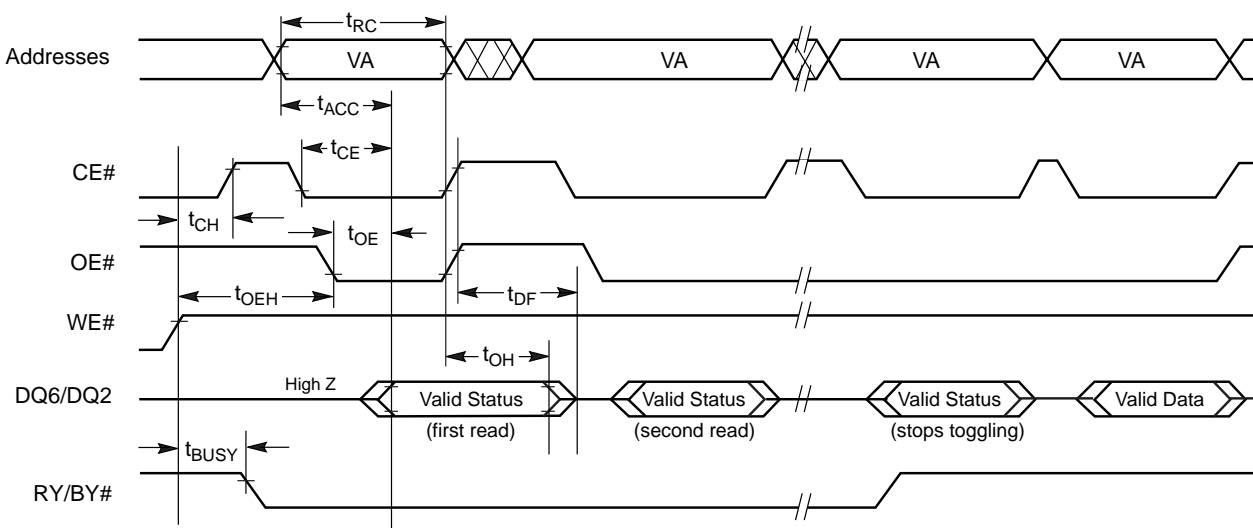 tRC
Addresses VA VA VA VA
tACC
tCE
CE#
tCH
tOE
OE#
tOEH tDF
WE#
tOH
High Z
DQ6/DQ2 Valid Status Valid Status Valid Status Valid Data
(first read) (second read) (stops toggling)
tBUSY
RY/BY#